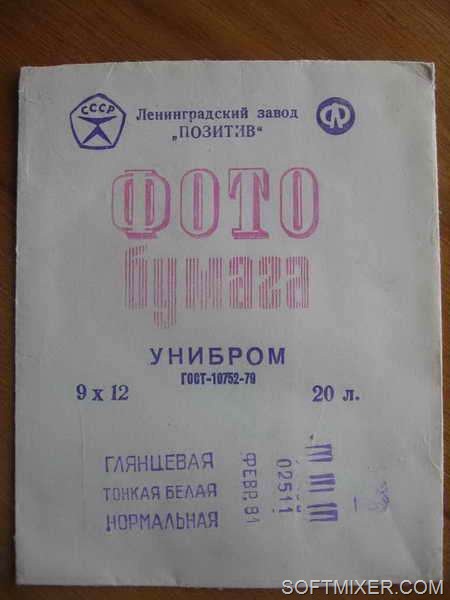 СССР
Ленинградский завод
„ПОЗИТИВ“
ФОТО
бумага
УНИБРОМ
ГОСТ-10752-79
9 х 12
20 л.
ГЛЯНЦЕВАЯ
ТОНКАЯ БЕЛАЯ
НОРМАЛЬНАЯ
ФЕВР. 81
02511
SOFTMIXER.COM